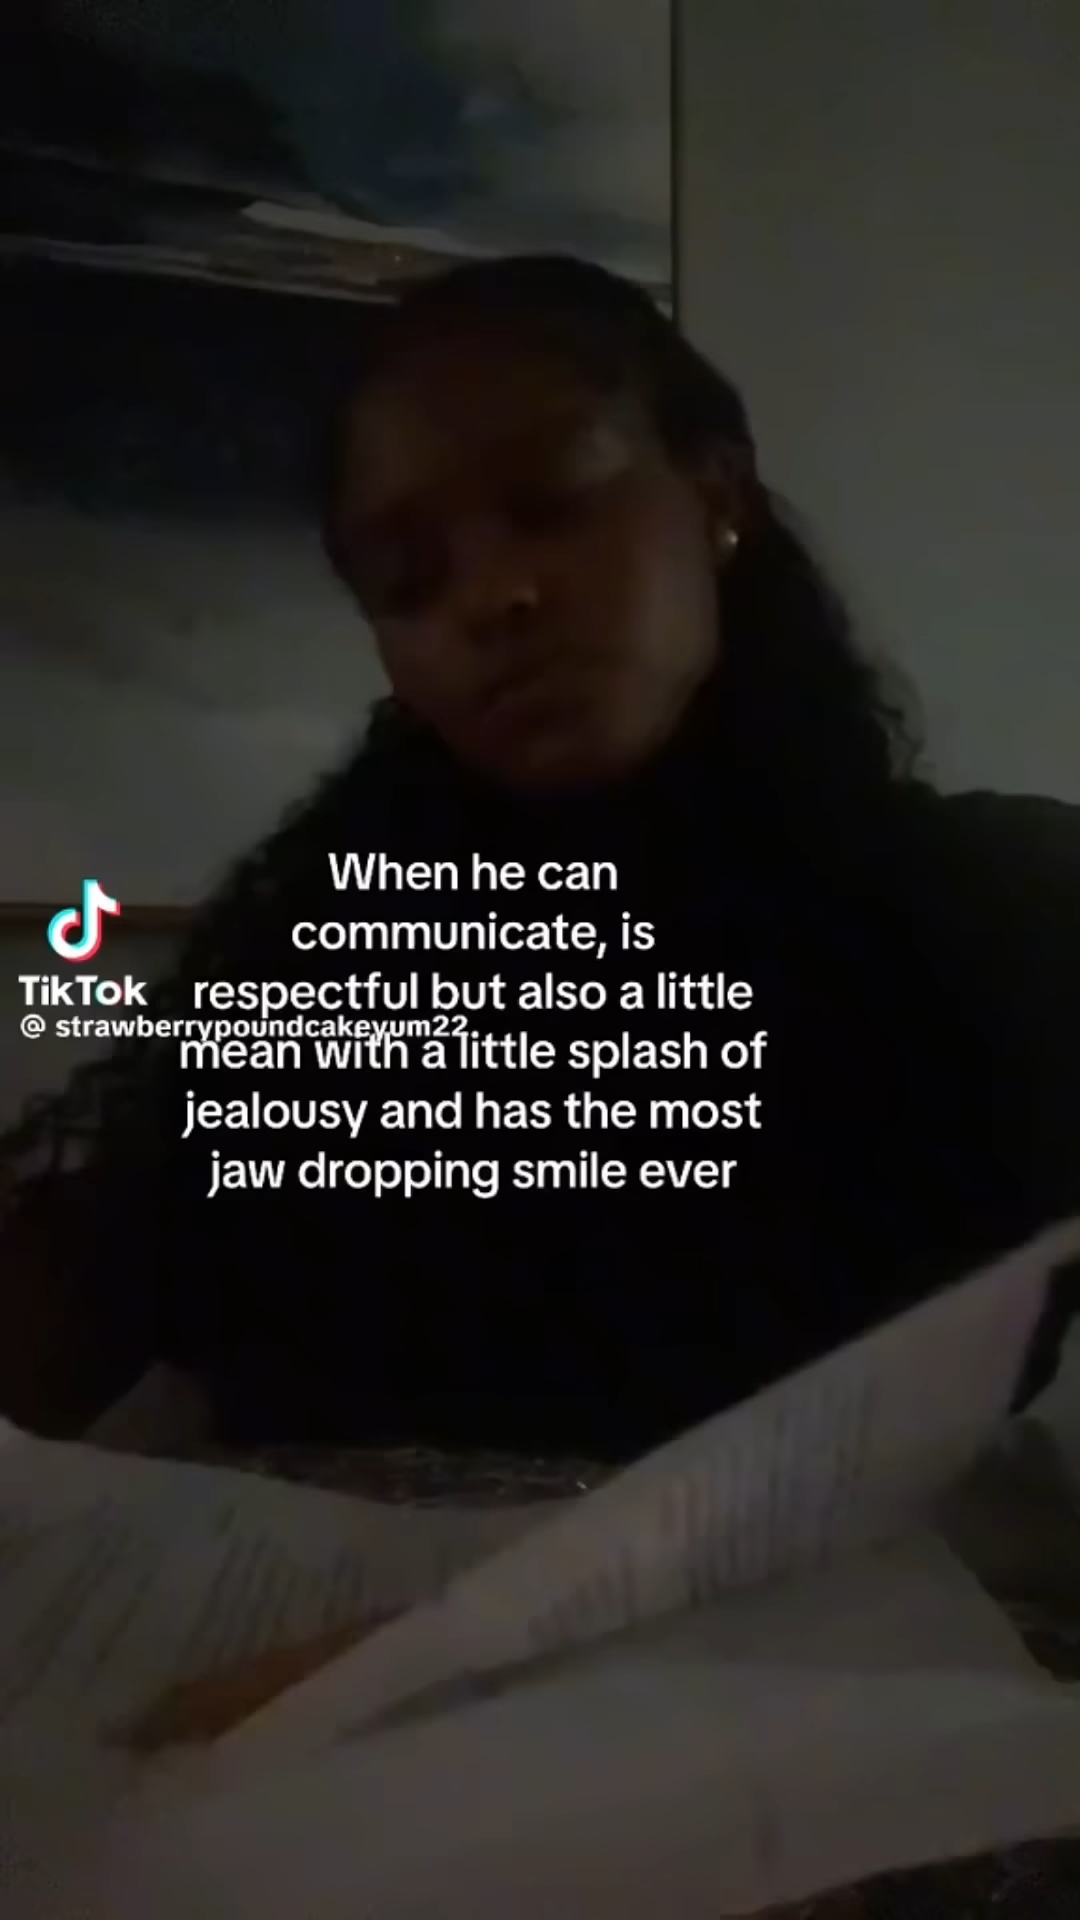 When he can
communicate, is
respectful but also a little
mean with a little splash of
jealousy and has the most
jaw dropping smile ever
TikTok
@ strawberrypoundcakeyum22